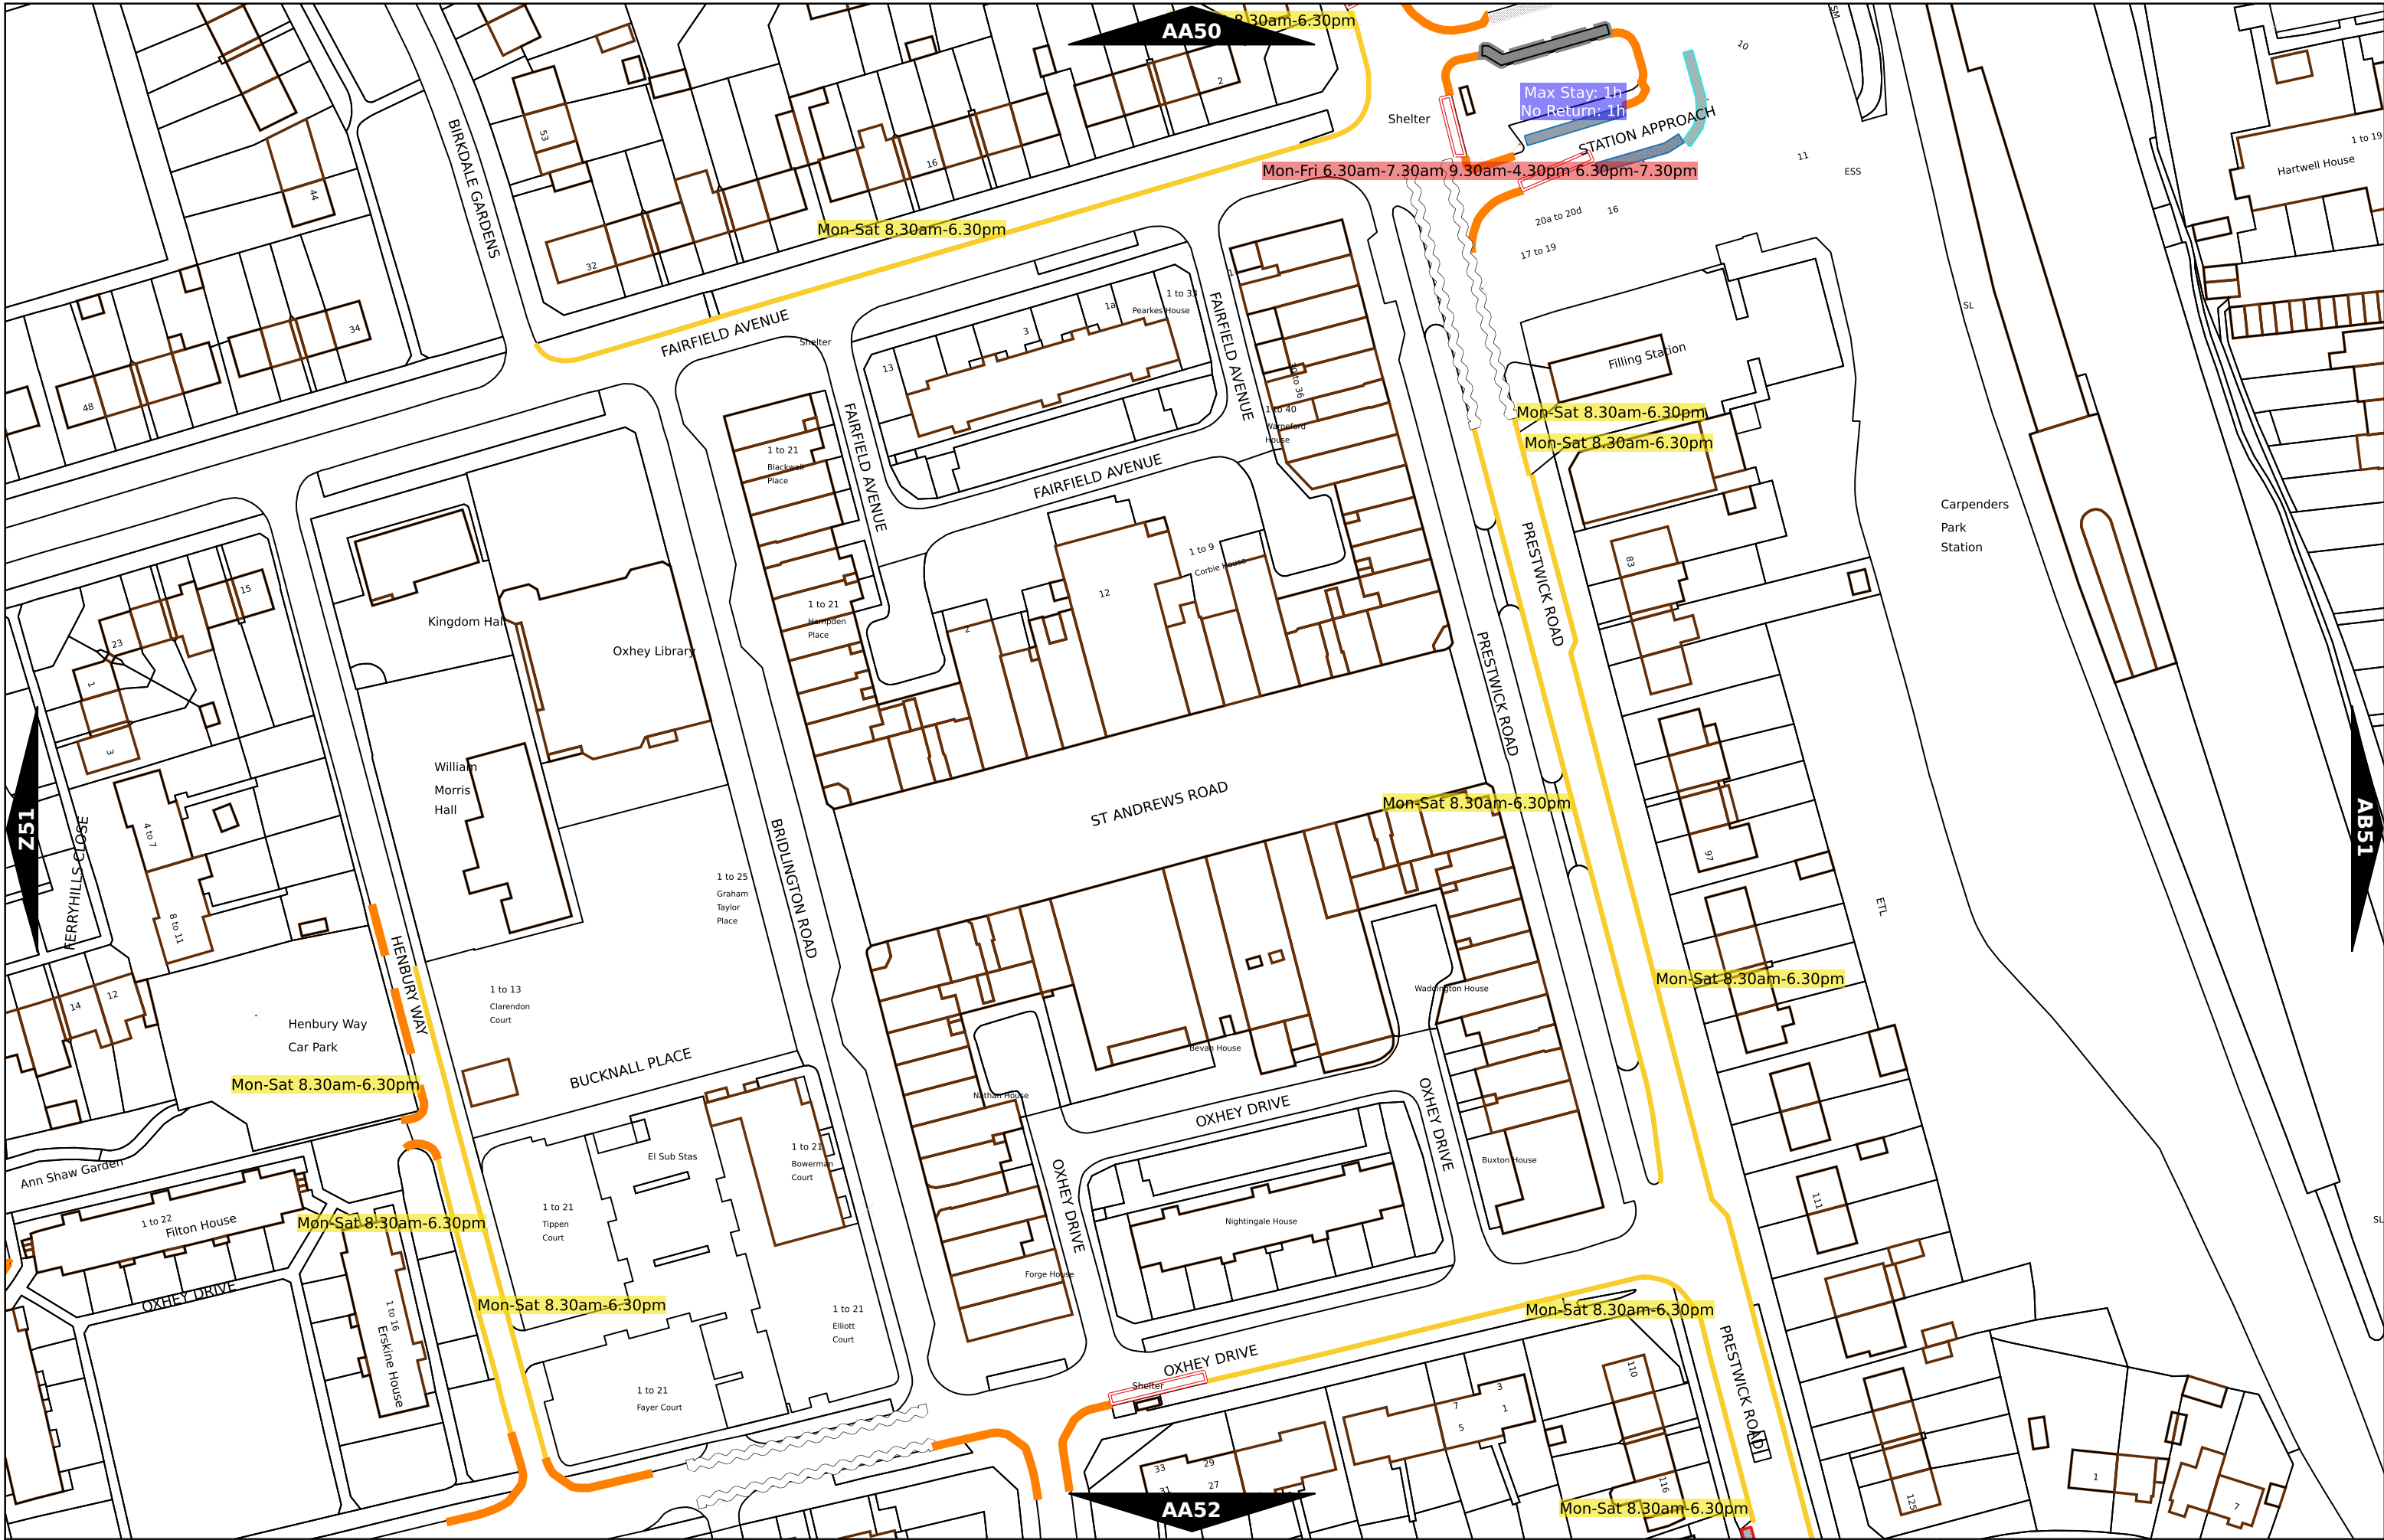 AA50
8.30am-6.30pm
SM
10
BIRKDALE GARDENS
53
2
16
44
32
Shelter
Max Stay: 1h
No Return: 1h
STATION APPROACH
Mon-Fri 6.30am-7.30am 9.30am-4.30pm 6.30pm-7.30pm
11
ESS
1 to 19
Hartwell House
20a to 20d
16
17 to 19
Mon-Sat 8.30am-6.30pm
34
48
FAIRFIELD AVENUE
Shelter
13
3
1a
1 to 33
Pearkes House
1
FAIRFIELD AVENUE
1 to 40
Warneford
House
SL
Filling Station
Mon-Sat 8.30am-6.30pm
Mon-Sat 8.30am-6.30pm
FAIRFIELD AVENUE
1 to 21
Blackwell
Place
FAIRFIELD AVENUE
Carpenders
Park
Station
1 to 9
Corbie House
12
83
PRESTWICK ROAD
15
23
1
3
Kingdom Hall
Oxhey Library
1 to 21
Hampden
Place
2
PRESTWICK ROAD
William
Morris
Hall
4 to 7
8 to 11
FERRYHILLS CLOSE
Z51
AB51
ST ANDREWS ROAD
Mon-Sat 8.30am-6.30pm
97
BRIDLINGTON ROAD
1 to 25
Graham
Taylor
Place
ETL
HENBURY WAY
14
12
1 to 13
Clarendon
Court
Waddington House
Mon-Sat 8.30am-6.30pm
Henbury Way
Car Park
Bevan House
BUCKNALL PLACE
Mon-Sat 8.30am-6.30pm
Nathan House
OXHEY DRIVE
OXHEY DRIVE
Ann Shaw Garden
El Sub Stas
1 to 21
Bowerman
Court
Buxton House
OXHEY DRIVE
111
1 to 22
Filton House
Mon-Sat 8.30am-6.30pm
1 to 21
Tippen
Court
Nightingale House
SL
Forge House
OXHEY DRIVE
1 to 16
Erskine House
Mon-Sat 8.30am-6.30pm
1 to 21
Elliott
Court
Mon-Sat 8.30am-6.30pm
OXHEY DRIVE
PRESTWICK ROAD
Shelter
1 to 21
Fayer Court
110
3
1
7
5
33
29
31
27
116
125
1
7
AA52
Mon-Sat 8.30am-6.30pm